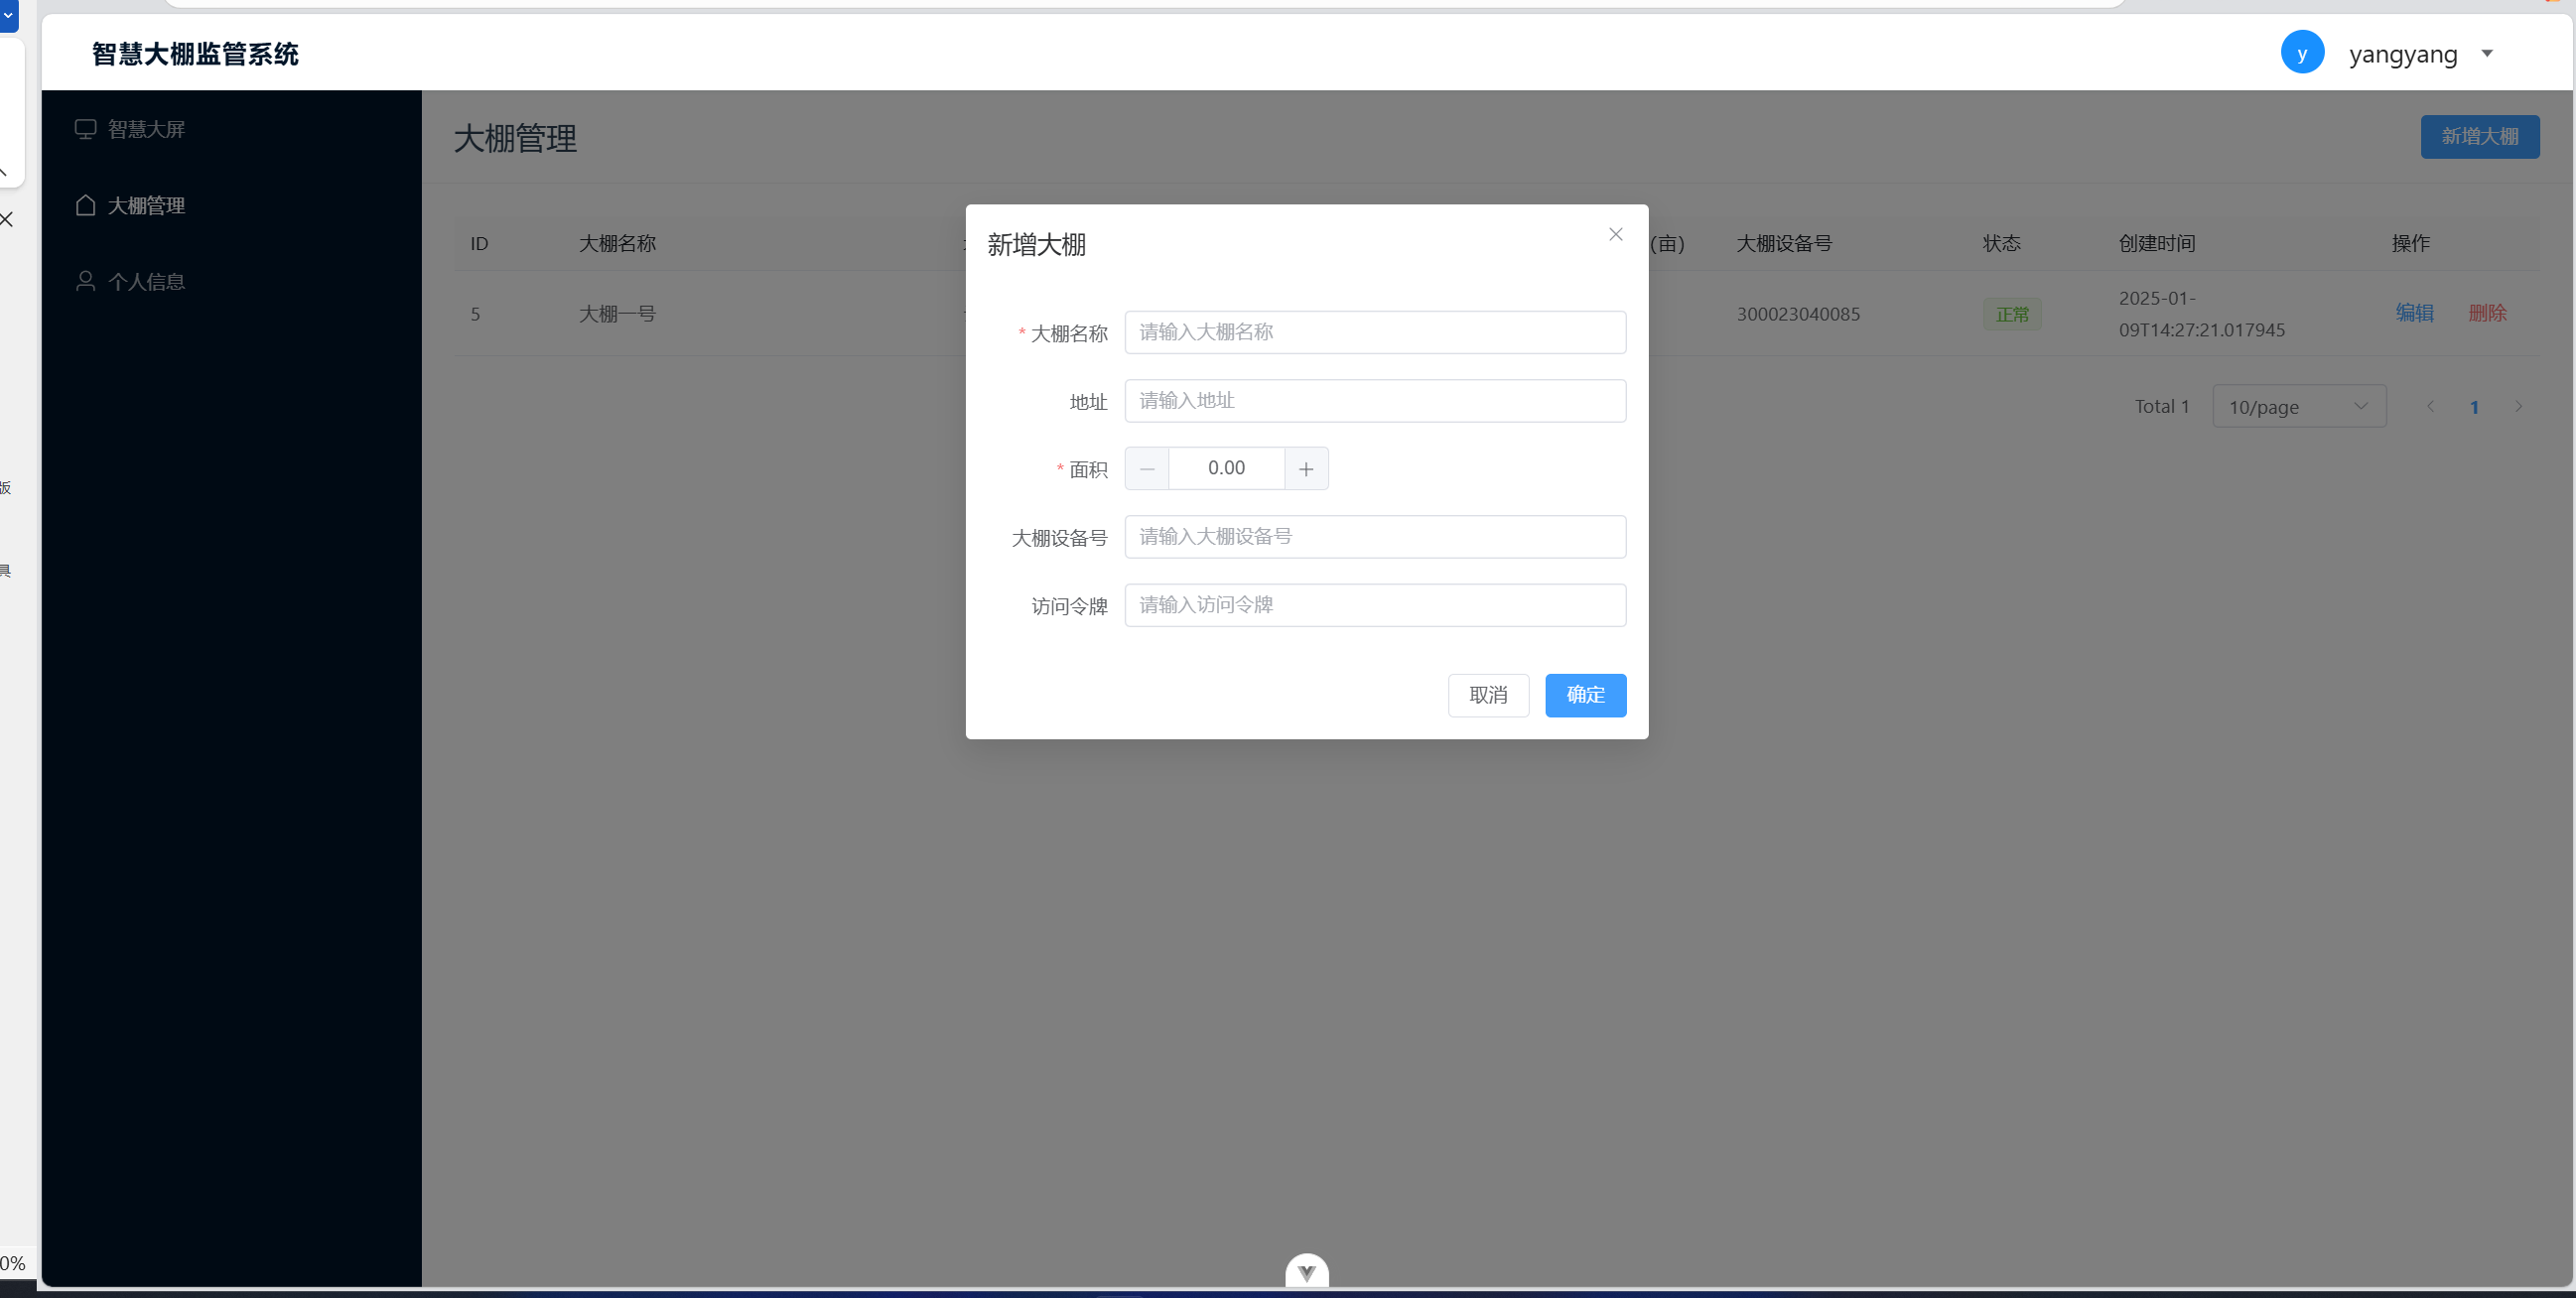 智慧大棚监管系统
y yangyang
智慧大屏
大棚管理
个人信息
大棚管理
新增大棚
ID 大棚名称 (亩) 大棚设备号 状态 创建时间 操作
5 大棚一号 300023040085 正常 2025-01-
09T14:27:21.017945 编辑 删除
Total 1 10/page 1
新增大棚
* 大棚名称 请输入大棚名称
地址 请输入地址
* 面积 0.00
大棚设备号 请输入大棚设备号
访问令牌 请输入访问令牌
取消 确定
版
具
0%